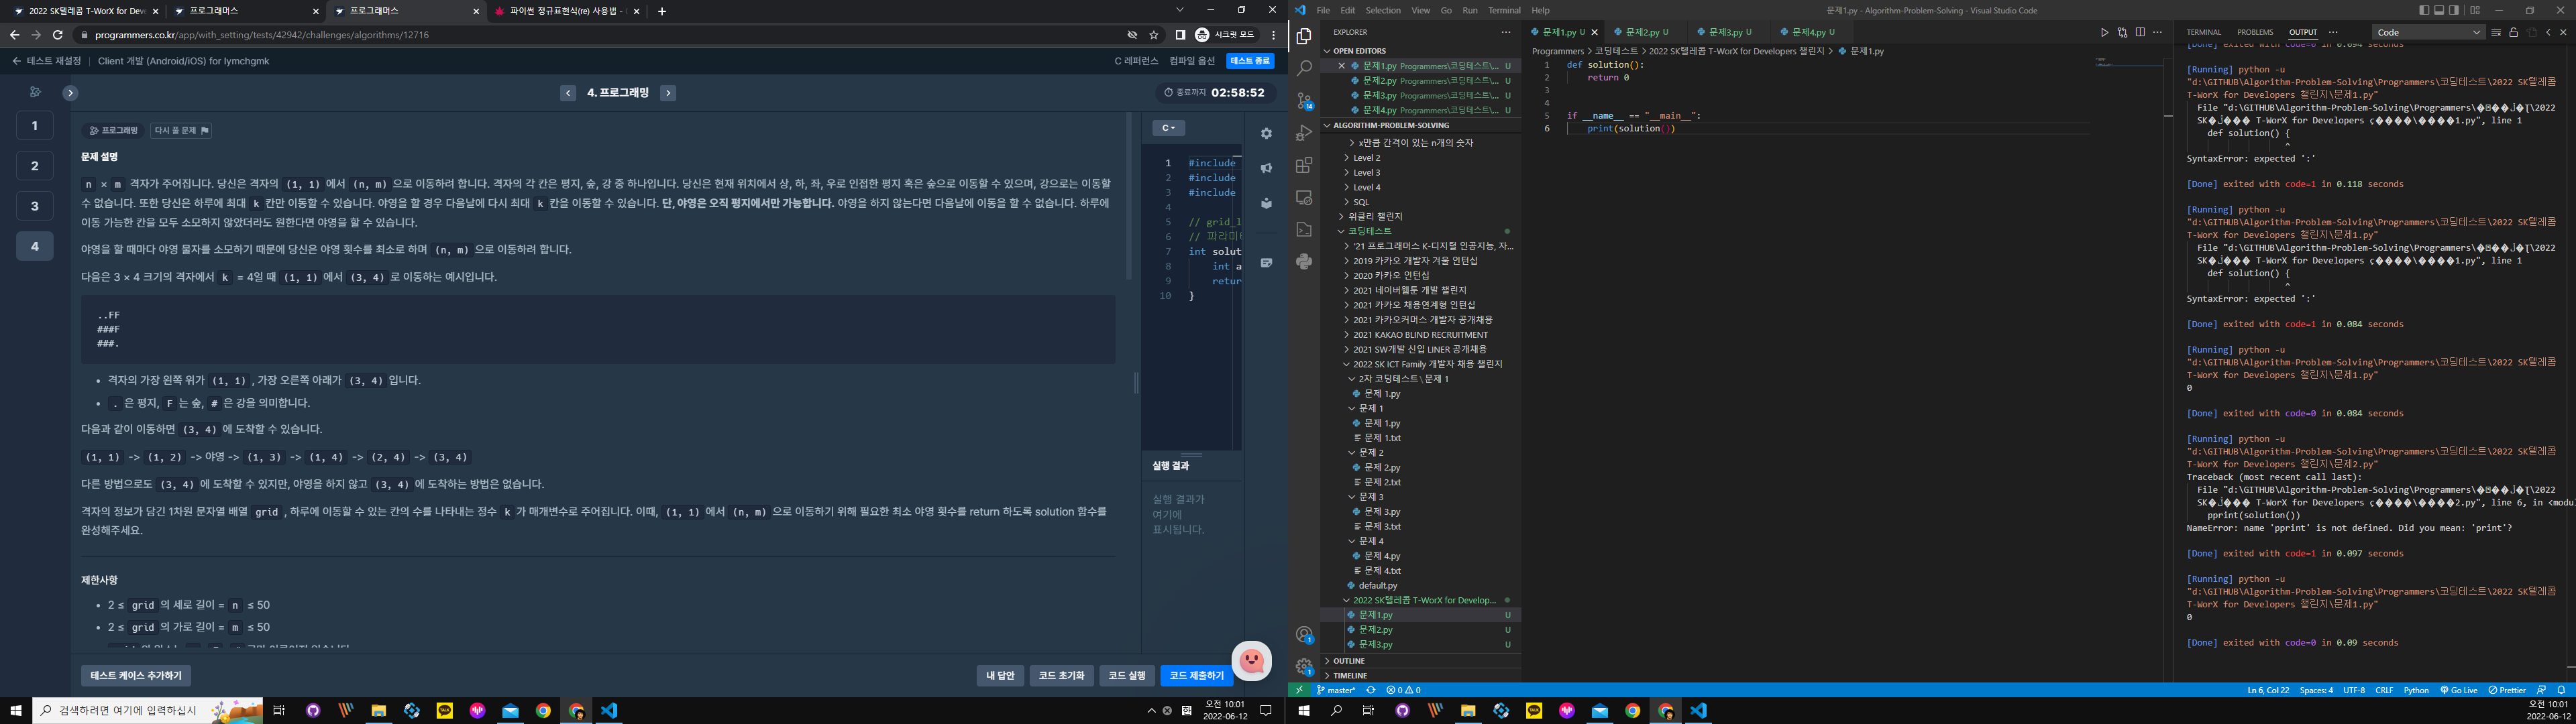 2022 SK텔레콤 T-WorX for Dev
프로그래머스
프로그래머스
파이썬 정규표현식(re) 사용법 -
programmers.co.kr/app/with_setting/tests/42942/challenges/algorithms/12716
시크릿 모드
테스트 재설정
Client 개발 (Android/iOS) for lymchgmk
C 레퍼런스
컴파일 옵션
테스트 종료
4. 프로그래밍
종료까지 02:58:52
1
2
3
4
프로그래밍
다시 풀 문제
문제 설명
n × m 격자가 주어집니다. 당신은 격자의 (1, 1) 에서 (n, m) 으로 이동하려 합니다. 격자의 각 칸은 평지, 숲, 강 중 하나입니다. 당신은 현재 위치에서 상, 하, 좌, 우로 인접한 평지 혹은 숲으로 이동할 수 있으며, 강으로는 이동할
수 없습니다. 또한 당신은 하루에 최대 k 칸만 이동할 수 있습니다. 야영을 할 경우 다음날에 다시 최대 k 칸을 이동할 수 있습니다. 단, 야영은 오직 평지에서만 가능합니다. 야영을 하지 않는다면 다음날에 이동을 할 수 없습니다. 하루에
이동 가능한 칸을 모두 소모하지 않았더라도 원한다면 야영을 할 수 있습니다.
야영을 할 때마다 야영 물자를 소모하기 때문에 당신은 야영 횟수를 최소로 하며 (n, m) 으로 이동하려 합니다.
다음은 3 × 4 크기의 격자에서 k = 4일 때 (1, 1) 에서 (3, 4) 로 이동하는 예시입니다.
..FF
###F
###.
• 격자의 가장 왼쪽 위가 (1, 1) , 가장 오른쪽 아래가 (3, 4) 입니다.
• . 은 평지, F 는 숲, # 은 강을 의미합니다.
다음과 같이 이동하면 (3, 4) 에 도착할 수 있습니다.
(1, 1) -> (1, 2) -> 야영 -> (1, 3) -> (1, 4) -> (2, 4) -> (3, 4)
다른 방법으로도 (3, 4) 에 도착할 수 있지만, 야영을 하지 않고 (3, 4) 에 도착하는 방법은 없습니다.
격자의 정보가 담긴 1차원 문자열 배열 grid , 하루에 이동할 수 있는 칸의 수를 나타내는 정수 k 가 매개변수로 주어집니다. 이때, (1, 1) 에서 (n, m) 으로 이동하기 위해 필요한 최소 야영 횟수를 return 하도록 solution 함수를
완성해주세요.
제한사항
• 2 ≤ grid 의 세로 길이 = n ≤ 50
• 2 ≤ grid 의 가로 길이 = m ≤ 50
C
1 #include
2 #include
3 #include
4
5 // grid_l
6 // 파라미
7 int solut
8 int a
9 retur
10 }
실행 결과
실행 결과가
여기에
표시됩니다.
테스트 케이스 추가하기
내 답안
코드 초기화
코드 실행
코드 제출하기
검색하려면 여기에 입력하십시
오전 10:01
2022-06-12
File Edit Selection View Go Run Terminal Help
문제1.py - Algorithm-Problem-Solving - Visual Studio Code
EXPLORER
OPEN EDITORS
문제1.py Programmers\코딩테스트\... U
문제2.py Programmers\코딩테스트\... U
문제3.py Programmers\코딩테스트\... U
문제4.py Programmers\코딩테스트\... U
ALGORITHM-PROBLEM-SOLVING
x만큼 간격이 있는 n개의 숫자
Level 2
Level 3
Level 4
SQL
위클리 챌린지
코딩테스트
'21 프로그래머스 K-디지털 인공지능, 자...
2019 카카오 개발자 겨울 인턴십
2020 카카오 인턴십
2021 네이버웹툰 개발 챌린지
2021 카카오 채용연계형 인턴십
2021 카카오커머스 개발자 공개채용
2021 KAKAO BLIND RECRUITMENT
2021 SW개발 신입 LINER 공개채용
2022 SK ICT Family 개발자 채용 챌린지
2차 코딩테스트 \ 문제 1
문제 1.py
문제 1
문제 1.py
문제 1.txt
문제 2
문제 2.py
문제 2.txt
문제 3
문제 3.py
문제 3.txt
문제 4
문제 4.py
문제 4.txt
default.py
2022 SK텔레콤 T-WorX for Develop...
문제1.py U
문제2.py U
문제3.py U
OUTLINE
TIMELINE
문제1.py U
문제2.py U
문제3.py U
문제4.py U
Programmers > 코딩테스트 > 2022 SK텔레콤 T-WorX for Developers 챌린지 > 문제1.py
1 def solution():
2 return 0
3
4
5 if __name__ == "__main__":
6 print(solution())
TERMINAL PROBLEMS OUTPUT
Code
[Done] exited with code=0 in 0.094 seconds
[Running] python -u
"d:\GITHUB\Algorithm-Problem-Solving\Programmers\코딩테스트\2022 SK텔레콤
T-WorX for Developers 챌린지\문제1.py"
File "d:\GITHUB\Algorithm-Problem-Solving\Programmers\
T-WorX for Developers
1.py", line 1
def solution() {
^
SyntaxError: expected ':'
[Done] exited with code=1 in 0.118 seconds
[Running] python -u
"d:\GITHUB\Algorithm-Problem-Solving\Programmers\코딩테스트\2022 SK텔레콤
T-WorX for Developers 챌린지\문제1.py"
File "d:\GITHUB\Algorithm-Problem-Solving\Programmers\
T-WorX for Developers
1.py", line 1
def solution() {
^
SyntaxError: expected ':'
[Done] exited with code=1 in 0.084 seconds
[Running] python -u
"d:\GITHUB\Algorithm-Problem-Solving\Programmers\코딩테스트\2022 SK텔레콤
T-WorX for Developers 챌린지\문제1.py"
0
[Done] exited with code=0 in 0.084 seconds
[Running] python -u
"d:\GITHUB\Algorithm-Problem-Solving\Programmers\코딩테스트\2022 SK텔레콤
T-WorX for Developers 챌린지\문제2.py"
Traceback (most recent call last):
File "d:\GITHUB\Algorithm-Problem-Solving\Programmers\
T-WorX for Developers
2.py", line 6, in <modu
pprint(solution())
NameError: name 'pprint' is not defined. Did you mean: 'print'?
[Done] exited with code=1 in 0.097 seconds
[Running] python -u
"d:\GITHUB\Algorithm-Problem-Solving\Programmers\코딩테스트\2022 SK텔레콤
T-WorX for Developers 챌린지\문제1.py"
0
[Done] exited with code=0 in 0.09 seconds
master*
0 0
Ln 6, Col 22 Spaces: 4 UTF-8 CRLF Python Go Live Prettier
오전 10:01
2022-06-12